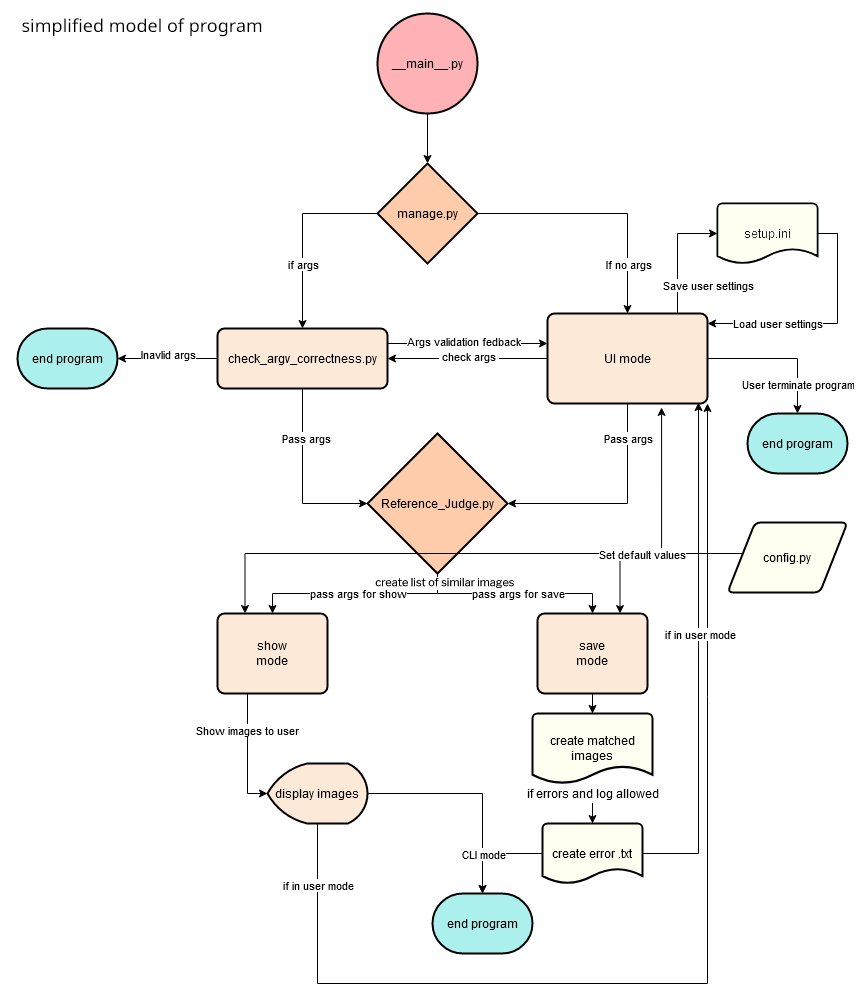 simplified model of program
__main__.py
manage.py
setup.ini
if args
If no args
Save user settings
Load user settings
end program
Inavlid args
check_argv_correctness.py
Args validation fedback
check args
UI mode
User terminate program
end program
Pass args
Pass args
Reference_Judge.py
Set default values
config.py
create list of similar images
pass args for show
pass args for save
if in user mode
show
mode
save
mode
Show images to user
create matched
images
display images
if errors and log allowed
CLI mode
create error .txt
if in user mode
end program